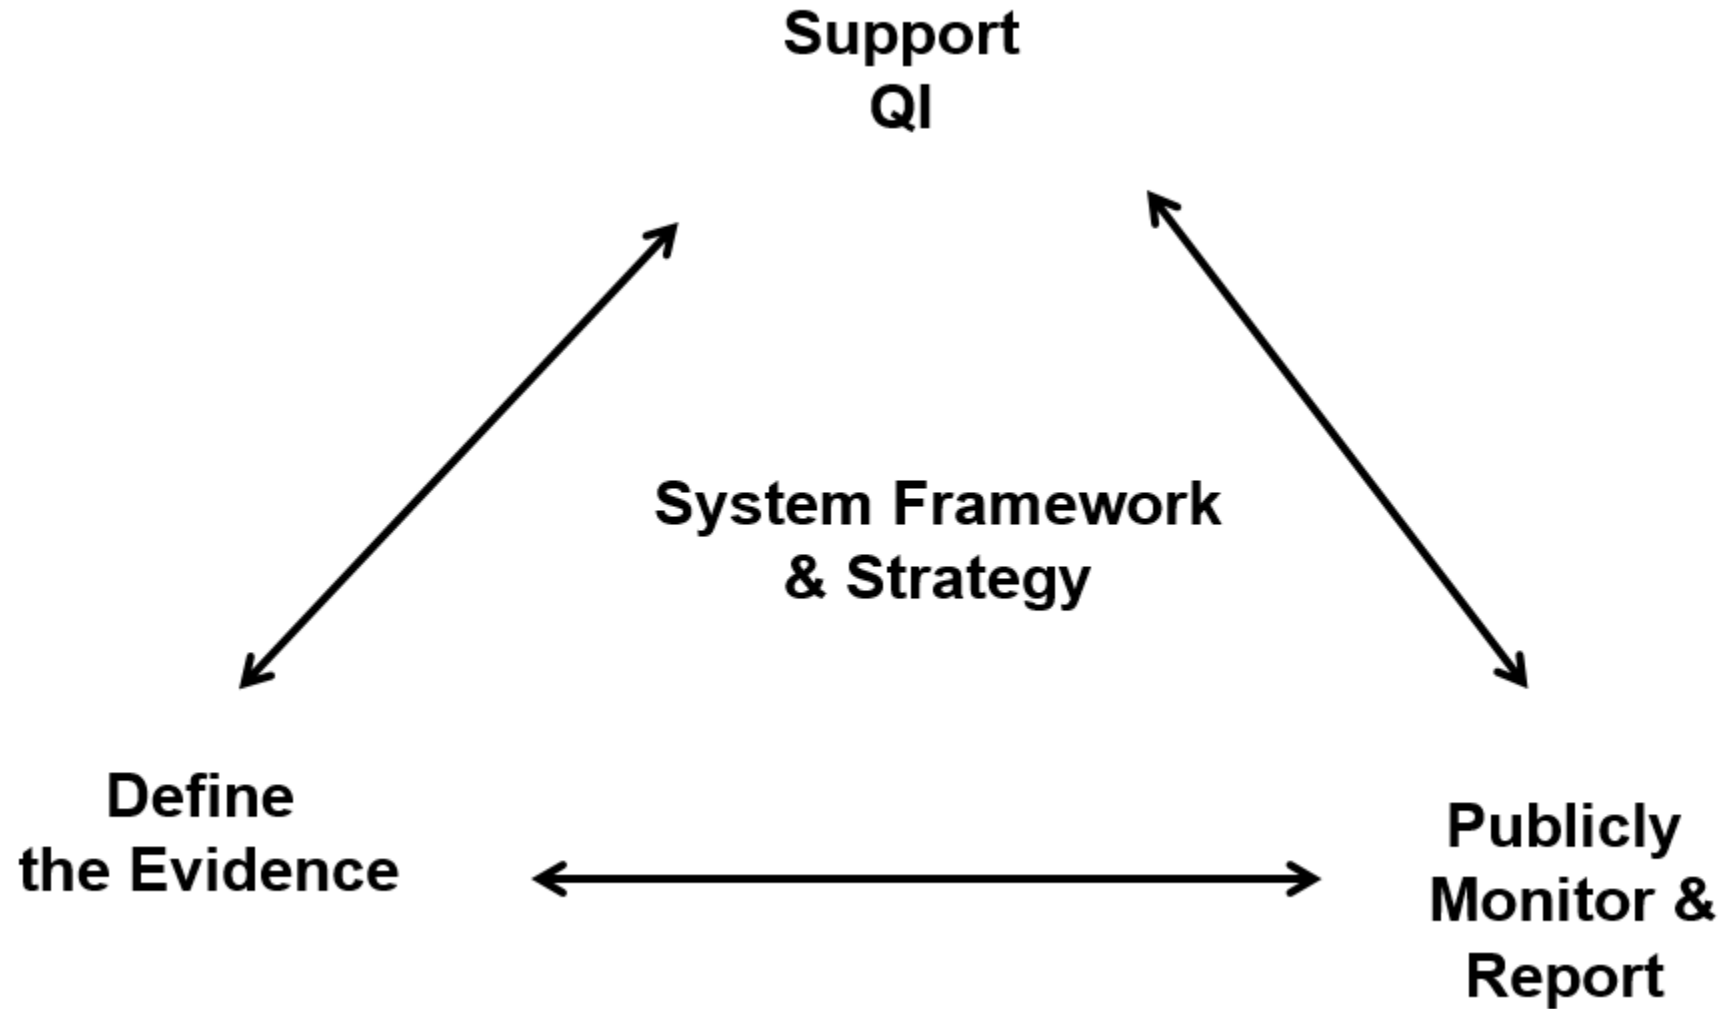 Support
QI
System Framework
& Strategy
Define
the Evidence
Publicly
Monitor &
Report